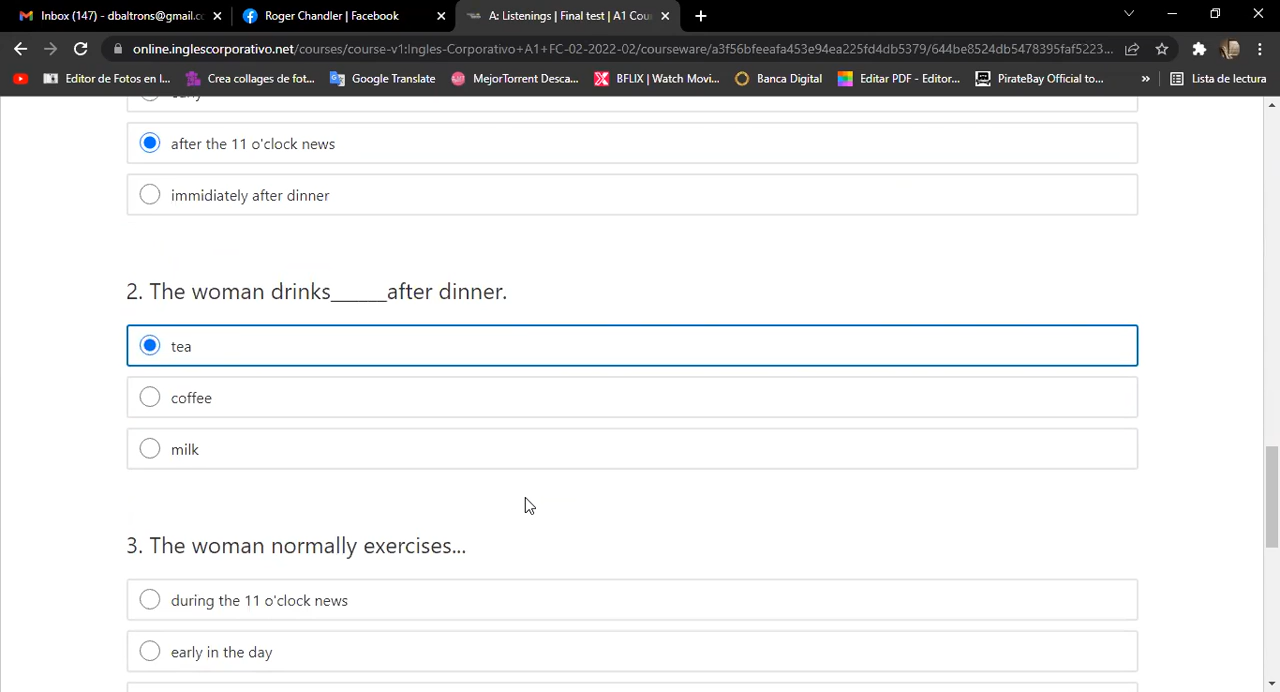 Inbox (147) - dbaltrons@gmail.cc
Roger Chandler | Facebook
A: Listenings | Final test | A1 Cou
online.inglescorporativo.net/courses/course-v1:Ingles-Corporativo+A1+FC-02-2022-02/courseware/a3f56bfeeafa453e94ea225fd4db5379/644be8524db5478395faf5223...
Editor de Fotos en l...
Crea collages de fot...
Google Translate
MejorTorrent Desca...
BFLIX | Watch Movi...
Banca Digital
Editar PDF - Editor...
PirateBay Official to...
»
Lista de lectura
early
after the 11 o'clock news
immidiately after dinner
2. The woman drinks______after dinner.
tea
coffee
milk
3. The woman normally exercises...
during the 11 o'clock news
early in the day